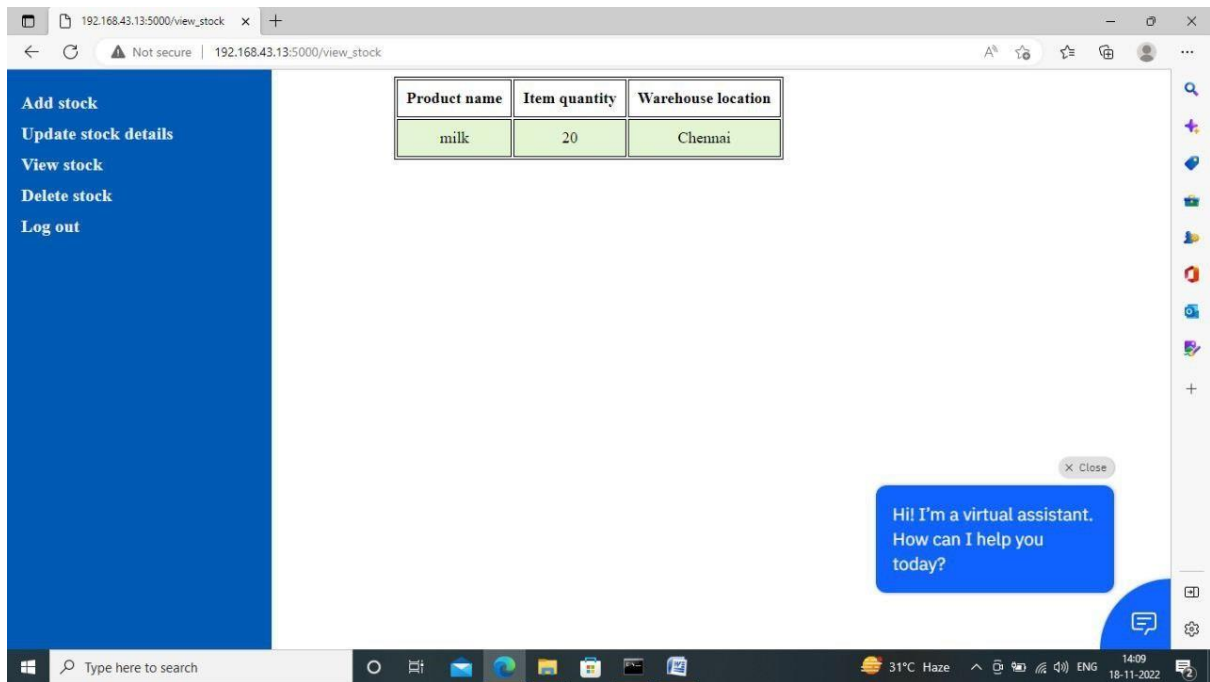 192.168.43.13:5000/view_stock
Not secure | 192.168.43.13:5000/view_stock
Add stock
Update stock details
View stock
Delete stock
Log out
Product name Item quantity Warehouse location
milk 20 Chennai
× Close
Hi! I'm a virtual assistant.
How can I help you
today?
Type here to search
31°C Haze
ENG
14:09
18-11-2022
2